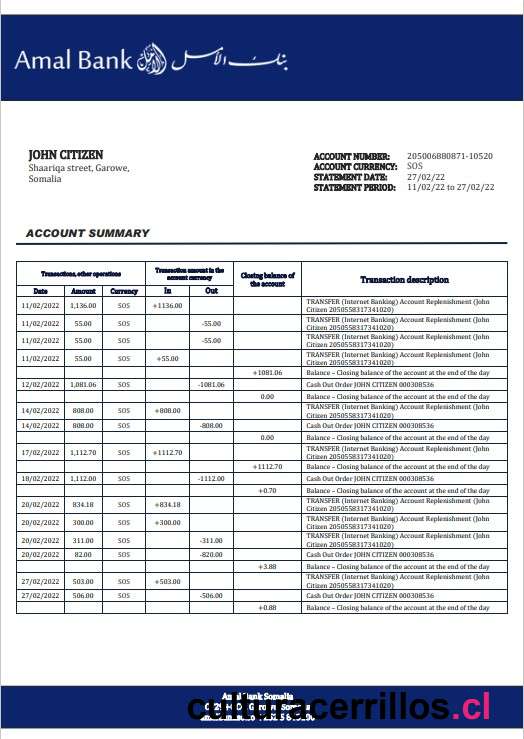 Amal Bank بنك الأمل
JOHN CITIZEN
Shaariqa street, Garowe,
Somalia
ACCOUNT NUMBER: 205006880871-10520
ACCOUNT CURRENCY: SOS
STATEMENT DATE: 27/02/22
STATEMENT PERIOD: 11/02/22 to 27/02/22
ACCOUNT SUMMARY
Transactions, other operations Transaction amount in the account currency Closing balance of the account Transaction description
Date Amount Currency In Out
11/02/2022 1,136.00 SOS +1136.00 TRANSFER (Internet Banking) Account Replenishment (John
Citizen 2050558317341020)
11/02/2022 55.00 SOS -55.00 TRANSFER (Internet Banking) Account Replenishment (John
Citizen 2050558317341020)
11/02/2022 55.00 SOS -55.00 TRANSFER (Internet Banking) Account Replenishment (John
Citizen 2050558317341020)
11/02/2022 55.00 SOS +55.00 TRANSFER (Internet Banking) Account Replenishment (John
Citizen 2050558317341020)
+1081.06 Balance – Closing balance of the account at the end of the day
12/02/2022 1,081.06 SOS -1081.06 Cash Out Order JOHN CITIZEN 000308536
0.00 Balance – Closing balance of the account at the end of the day
14/02/2022 808.00 SOS +808.00 TRANSFER (Internet Banking) Account Replenishment (John
Citizen 2050558317341020)
14/02/2022 808.00 SOS -808.00 Cash Out Order JOHN CITIZEN 000308536
0.00 Balance – Closing balance of the account at the end of the day
17/02/2022 1,112.70 SOS +1112.70 TRANSFER (Internet Banking) Account Replenishment (John
Citizen 2050558317341020)
+1112.70 Balance – Closing balance of the account at the end of the day
18/02/2022 1,112.00 SOS -1112.00 Cash Out Order JOHN CITIZEN 000308536
+0.70 Balance – Closing balance of the account at the end of the day
20/02/2022 834.18 SOS +834.18 TRANSFER (Internet Banking) Account Replenishment (John
Citizen 2050558317341020)
20/02/2022 300.00 SOS +300.00 TRANSFER (Internet Banking) Account Replenishment (John
Citizen 2050558317341020)
20/02/2022 311.00 SOS -311.00 TRANSFER (Internet Banking) Account Replenishment (John
Citizen 2050558317341020)
20/02/2022 82.00 SOS -820.00 Cash Out Order JOHN CITIZEN 000308536
+3.88 Balance – Closing balance of the account at the end of the day
27/02/2022 503.00 SOS +503.00 TRANSFER (Internet Banking) Account Replenishment (John
Citizen 2050558317341020)
27/02/2022 506.00 SOS -506.00 Cash Out Order JOHN CITIZEN 000308536
+0.88 Balance – Closing balance of the account at the end of the day
Amal Bank Somalia
culturacerrillos.cl